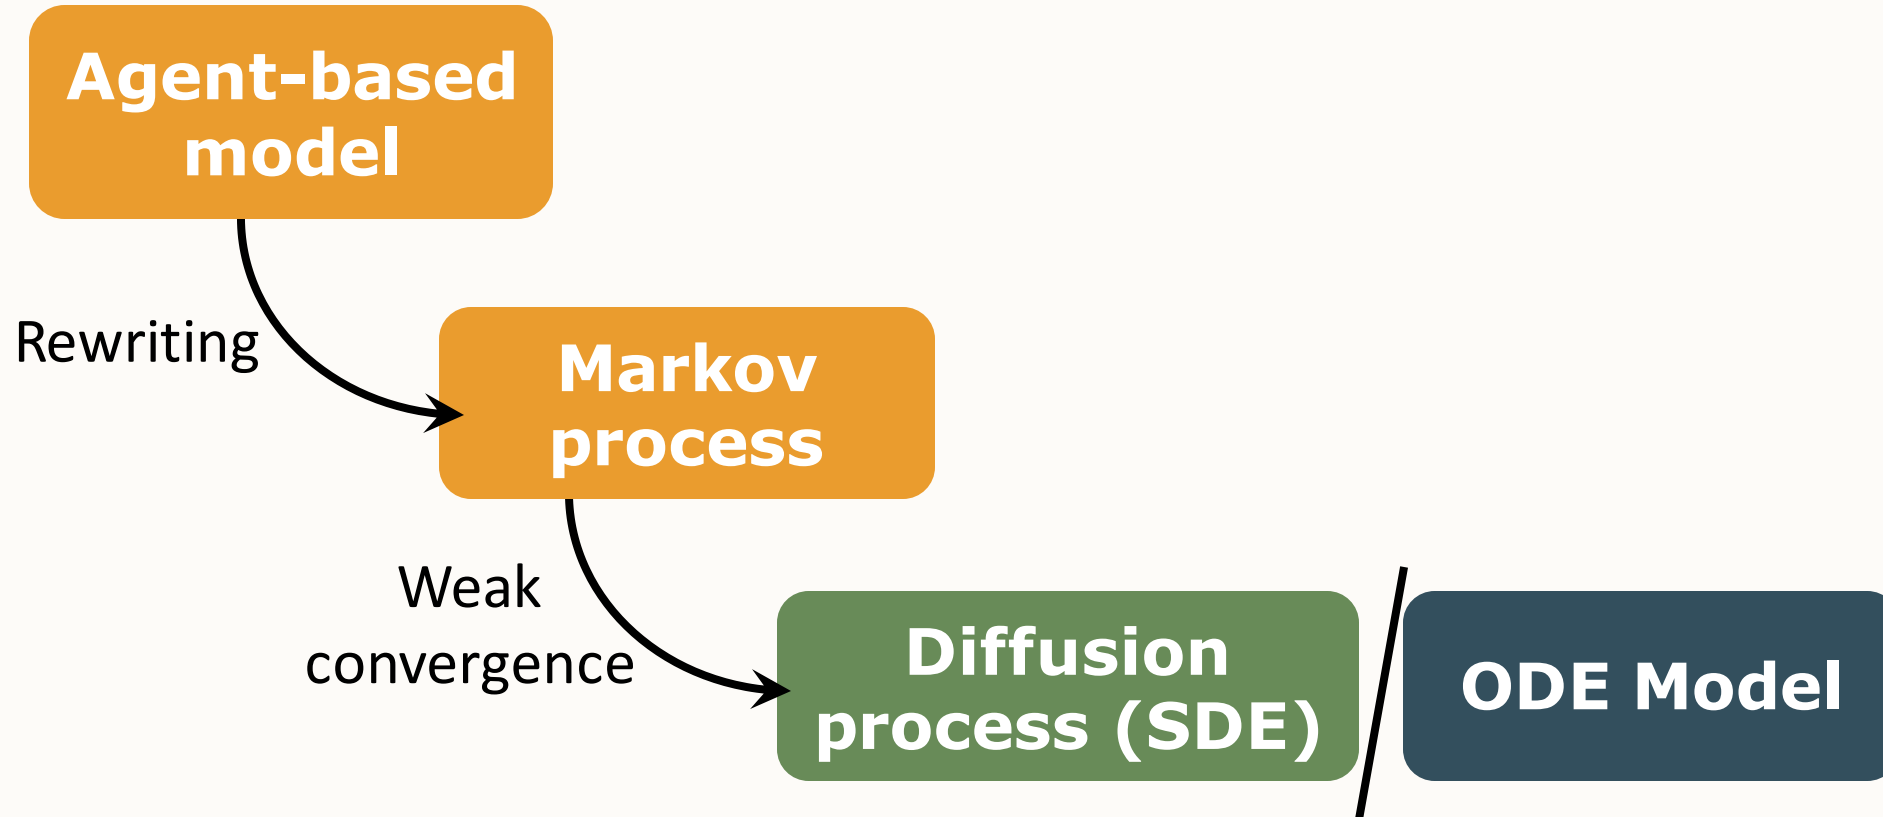 Agent-based
model
Rewriting
Markov
process
Weak
convergence
Diffusion
process (SDE)
ODE Model